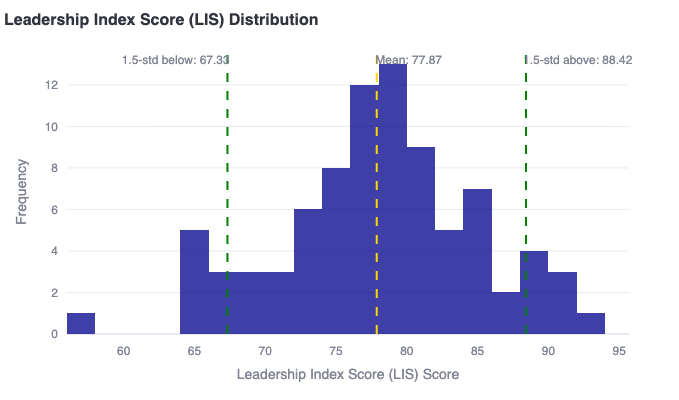 Leadership Index Score (LIS) Distribution
1.5-std below: 67.33
Mean: 77.87
1.5-std above: 88.42
12
10
8
6
4
2
0
Frequency
60
65
70
75
80
85
90
95
Leadership Index Score (LIS) Score